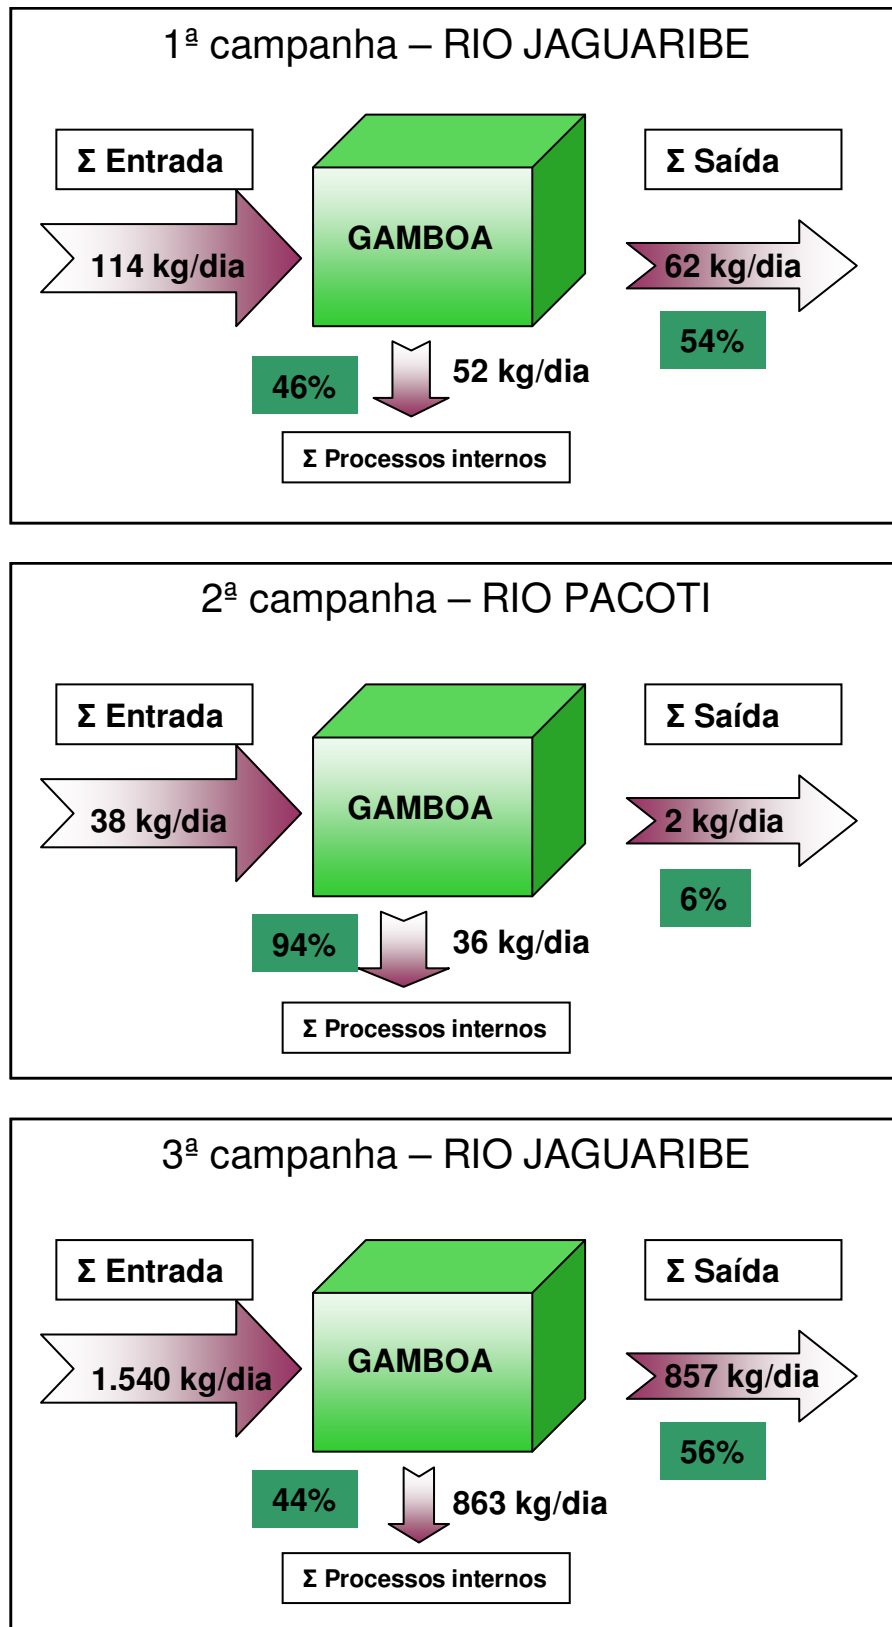 1ª campanha – RIO JAGUARIBE
Σ Entrada
Σ Saída
GAMBOA
114 kg/dia
62 kg/dia
54%
46%
52 kg/dia
Σ Processos internos
2ª campanha – RIO PACOTI
Σ Entrada
Σ Saída
GAMBOA
38 kg/dia
2 kg/dia
6%
94%
36 kg/dia
Σ Processos internos
3ª campanha – RIO JAGUARIBE
Σ Entrada
Σ Saída
GAMBOA
1.540 kg/dia
857 kg/dia
56%
44%
863 kg/dia
Σ Processos internos